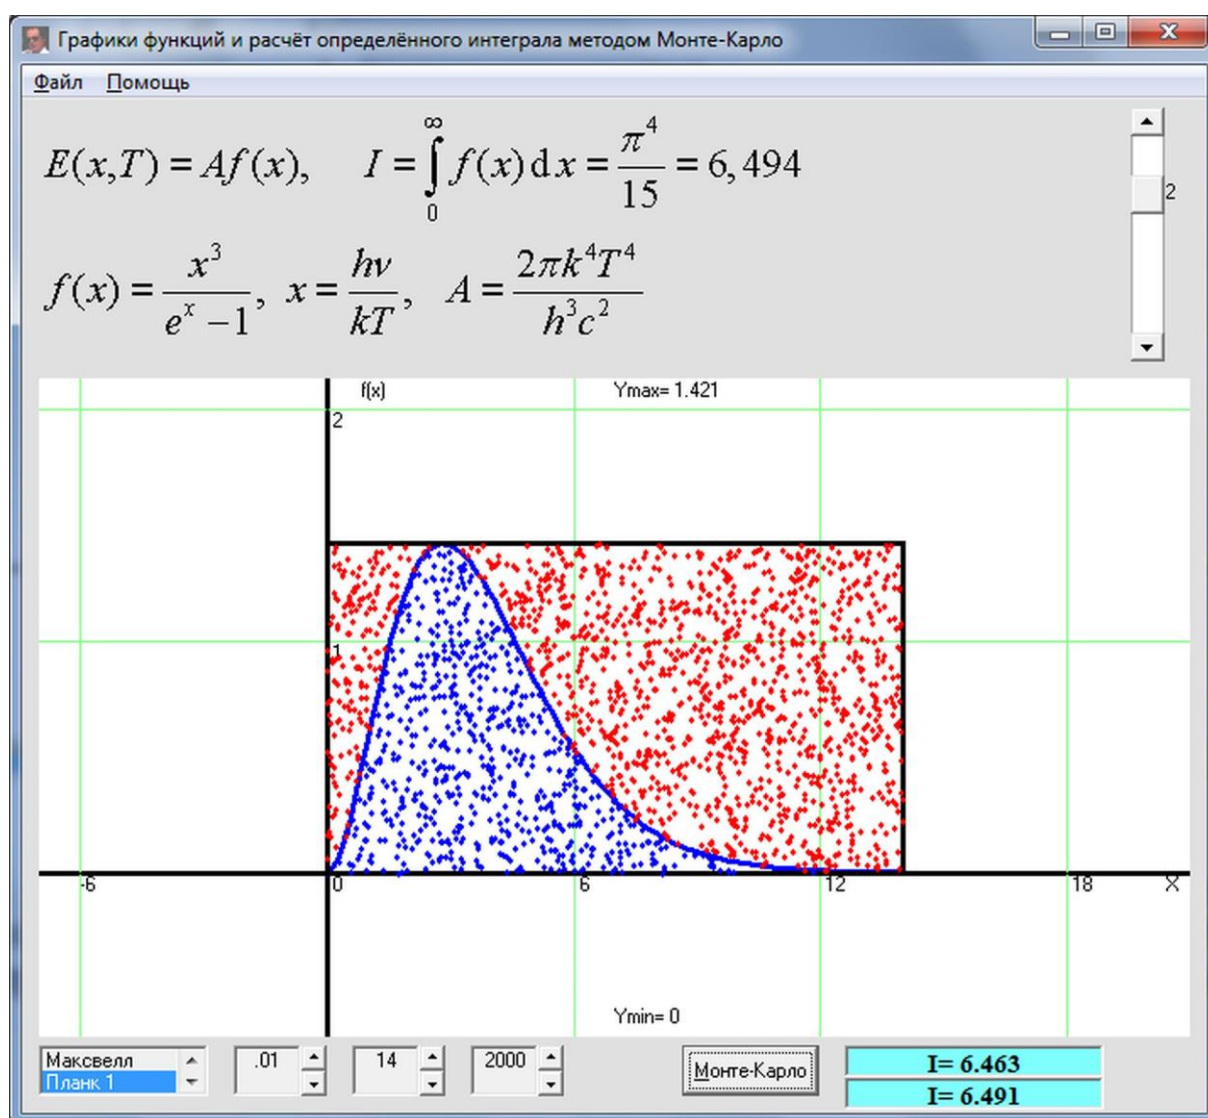 Графики функций и расчёт определённого интеграла методом Монте-Карло
Файл Помощь
E(x,T) = Af(x), I = ∫₀^∞ f(x) dx = π⁴/15 = 6,494
2
f(x) = x³/(eˣ − 1), x = hν/kT, A = 2πk⁴T⁴/h³c²
f(x) Ymax= 1.421
2
1
-6 0 6 12 18 X
Ymin= 0
Максвелл .01 14 2000 Монте-Карло I= 6.463
Планк 1 I= 6.491